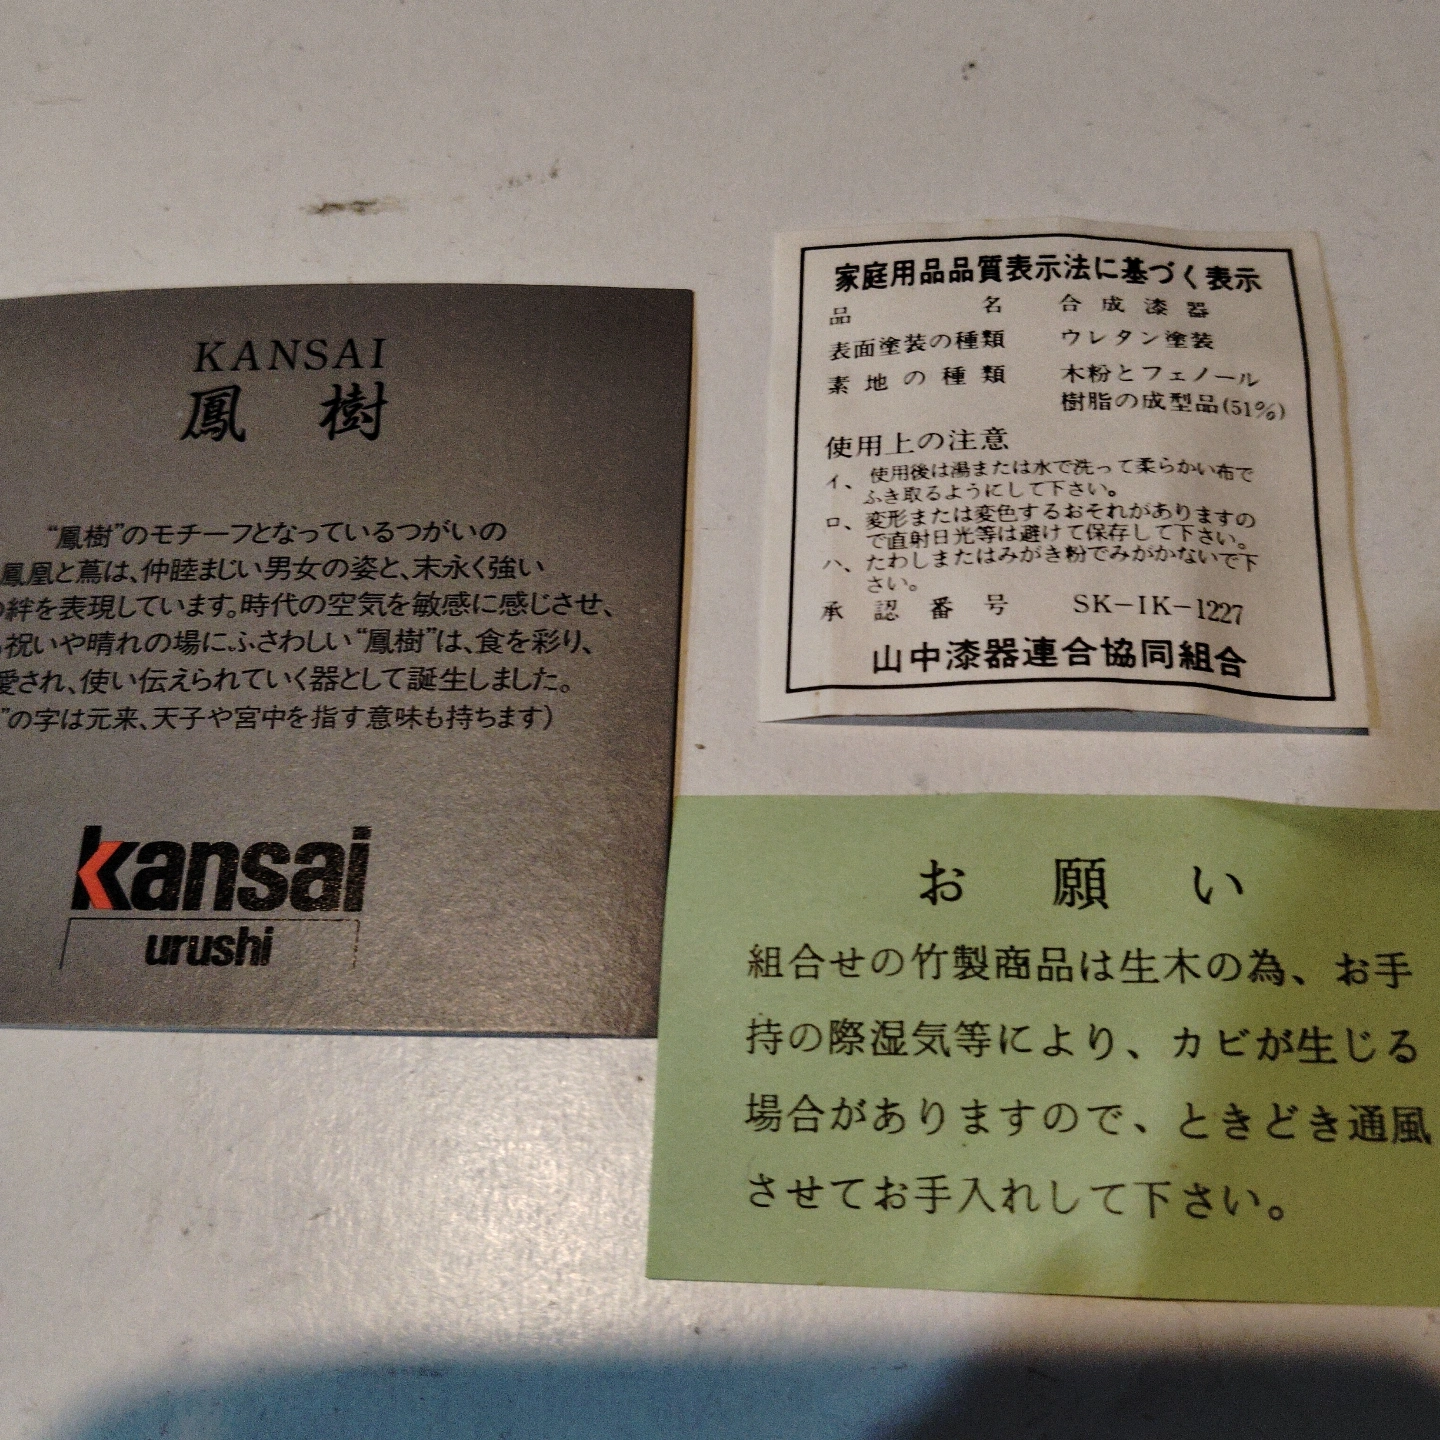 KANSAI
鳳樹
“鳳樹”のモチーフとなっているつがいの
鳳凰と蔦は、仲睦まじい男女の姿と、末永く強い
絆を表現しています。時代の空気を敏感に感じさせ、
祝いや晴れの場にふさわしい“鳳樹”は、食を彩り、
愛され、使い伝えられていく器として誕生しました。
”の字は元来、天子や宮中を指す意味も持ちます）
kansai
urushi
家庭用品品質表示法に基づく表示
品名 合成漆器
表面塗装の種類 ウレタン塗装
素地の種類 木粉とフェノール
樹脂の成型品(51%)
使用上の注意
イ、使用後は湯または水で洗って柔らかい布で
ふき取るようにして下さい。
ロ、変形または変色するおそれがありますの
で直射日光等は避けて保存して下さい。
ハ、たわしまたはみがき粉でみがかないで下
さい。
承認番号 SK-IK-1227
山中漆器連合協同組合
お願い
組合せの竹製商品は生木の為、お手
持の際湿気等により、カビが生じる
場合がありますので、ときどき通風
させてお手入れして下さい。